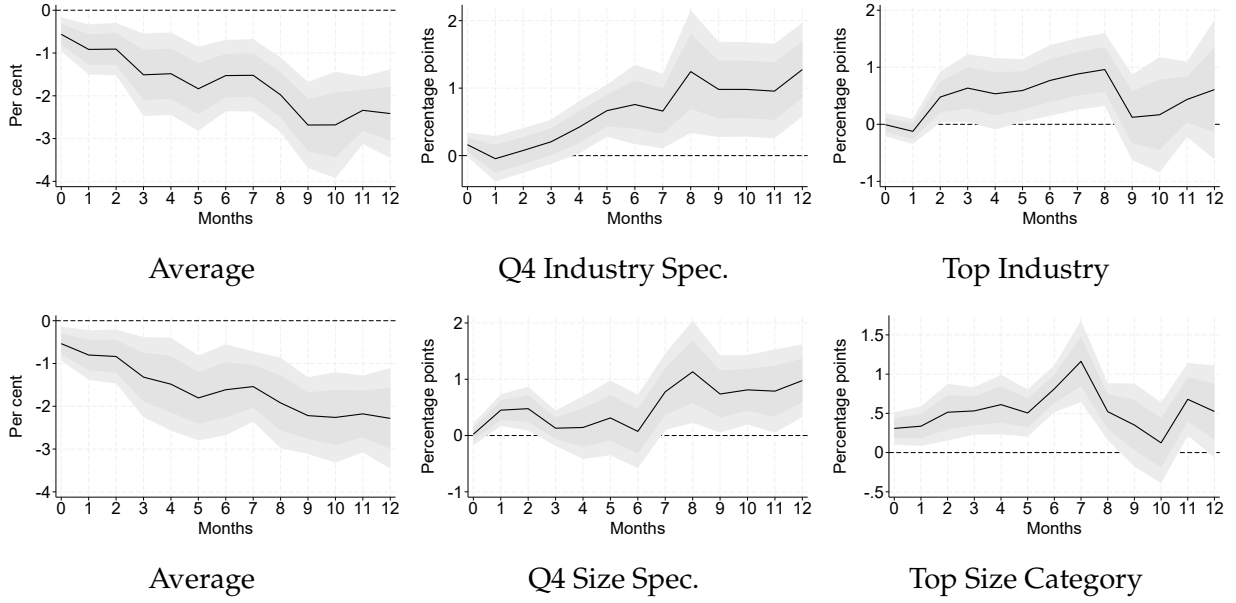 0
-1
-2
-3
-4
Per cent
0 1 2 3 4 5 6 7 8 9 10 11 12
Months
Average
2
1
0
Percentage points
0 1 2 3 4 5 6 7 8 9 10 11 12
Months
Q4 Industry Spec.
2
1
0
-1
Percentage points
0 1 2 3 4 5 6 7 8 9 10 11 12
Months
Top Industry
0
-1
-2
-3
-4
Per cent
0 1 2 3 4 5 6 7 8 9 10 11 12
Months
Average
2
1
0
-1
Percentage points
0 1 2 3 4 5 6 7 8 9 10 11 12
Months
Q4 Size Spec.
1.5
1
.5
0
-.5
Percentage points
0 1 2 3 4 5 6 7 8 9 10 11 12
Months
Top Size Category